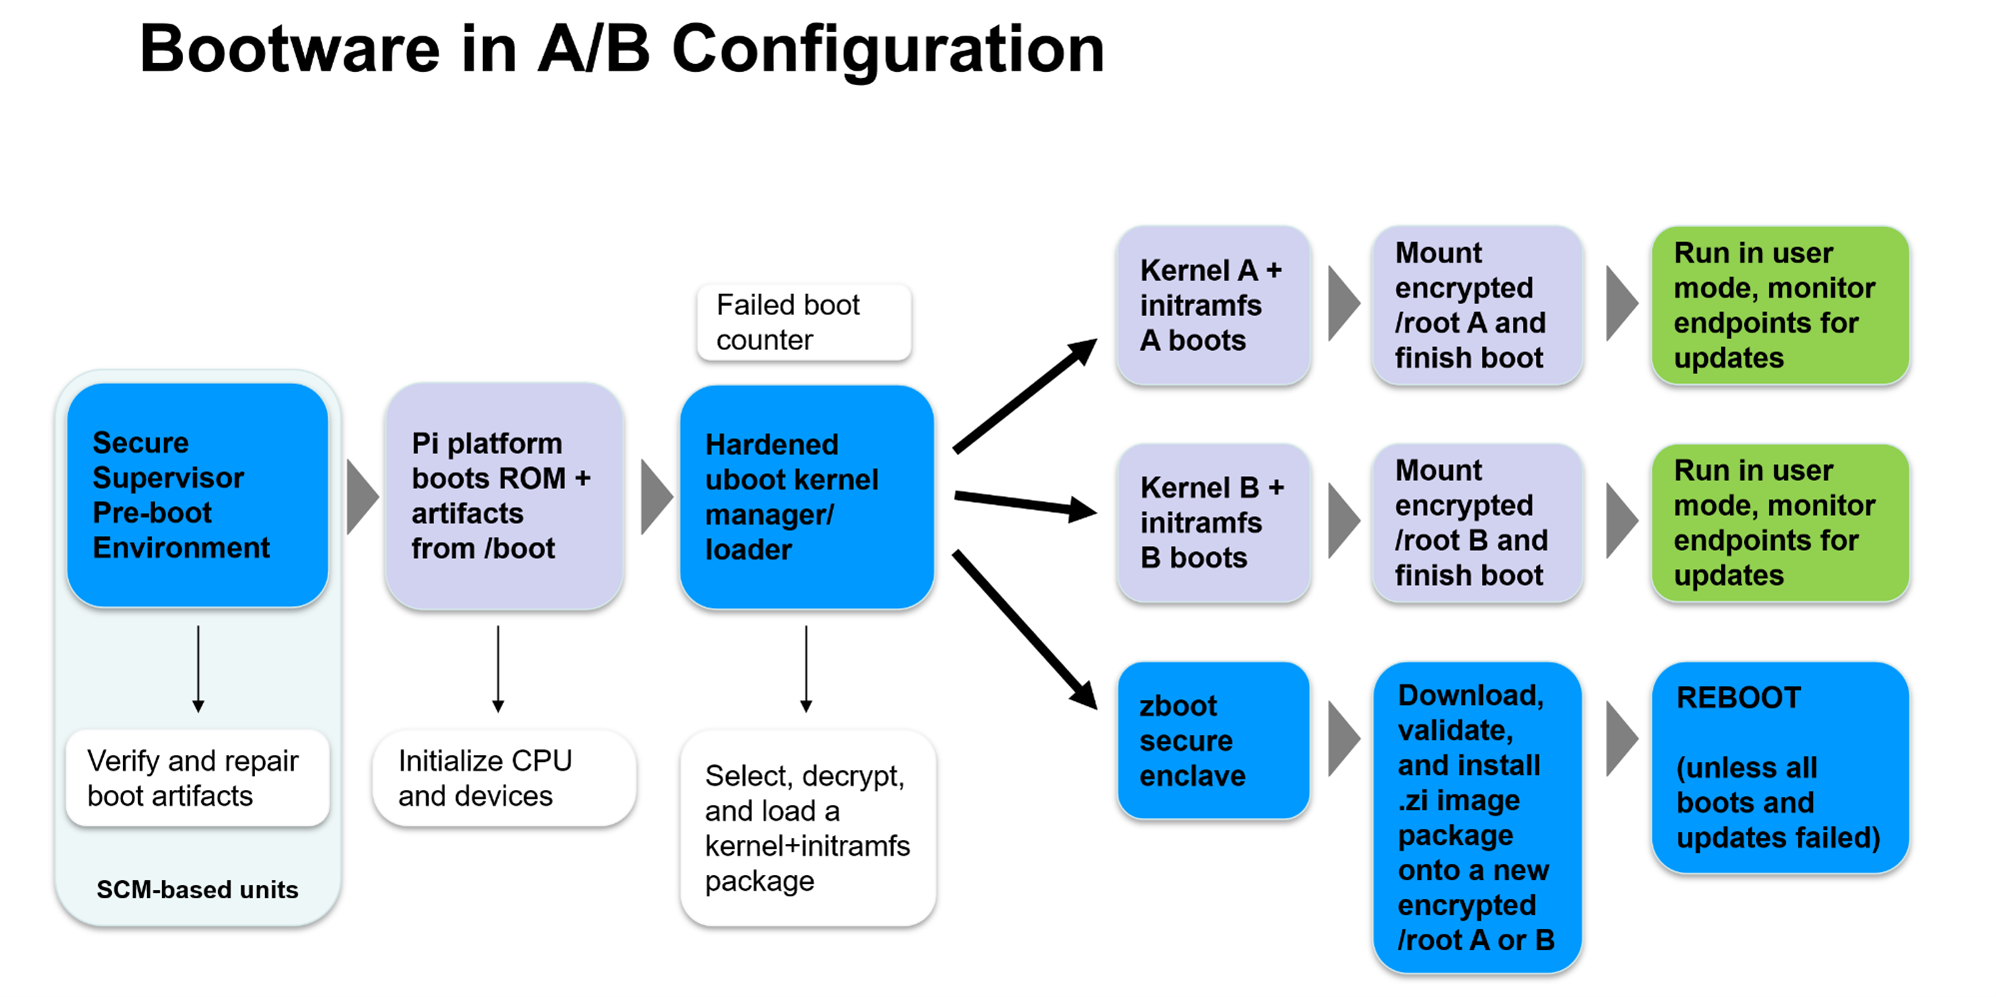 Bootware in A/B Configuration
Failed boot
counter
Secure
Supervisor
Pre-boot
Environment
Verify and repair
boot artifacts
SCM-based units
Pi platform
boots ROM +
artifacts
from /boot
Initialize CPU
and devices
Hardened
uboot kernel
manager/
loader
Select, decrypt,
and load a
kernel+initramfs
package
Kernel A +
initramfs
A boots
Mount
encrypted
/root A and
finish boot
Run in user
mode, monitor
endpoints for
updates
Kernel B +
initramfs
B boots
Mount
encrypted
/root B and
finish boot
Run in user
mode, monitor
endpoints for
updates
zboot
secure
enclave
Download,
validate,
and install
.zi image
package
onto a new
encrypted
/root A or B
REBOOT
(unless all
boots and
updates failed)